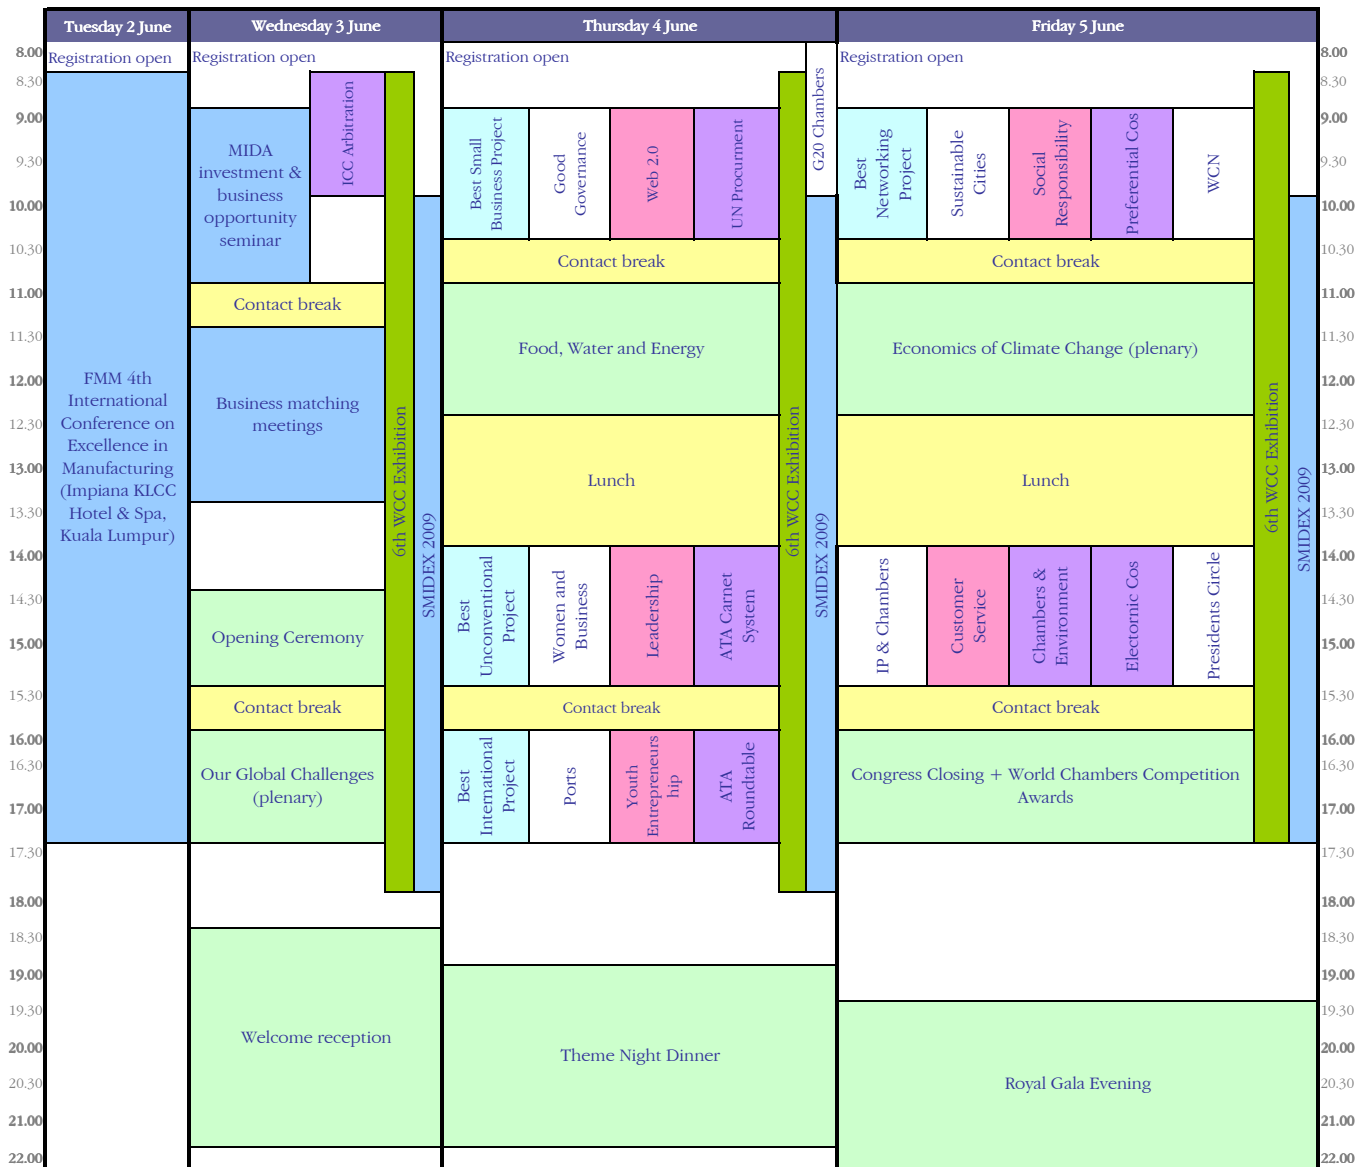 Tuesday 2 June
Wednesday 3 June
Thursday 4 June
Friday 5 June
8.00
8.30
9.00
9.30
10.00
10.30
11.00
11.30
12.00
12.30
13.00
13.30
14.00
14.30
15.00
15.30
16.00
16.30
17.00
17.30
18.00
18.30
19.00
19.30
20.00
20.30
21.00
22.00
Registration open
FMM 4th
International
Conference on
Excellence in
Manufacturing
(Impiana KLCC
Hotel & Spa,
Kuala Lumpur)
Registration open
MIDA
investment &
business
opportunity
seminar
ICC Arbitration
Contact break
Business matching
meetings
Opening Ceremony
Contact break
Our Global Challenges
(plenary)
6th WCC Exhibition
SMIDEX 2009
Welcome reception
Registration open
Best Small
Business Project
Good
Governance
Web 2.0
UN Procurment
G20 Chambers
Contact break
Food, Water and Energy
Lunch
Best
Unconventional
Project
Women and
Business
Leadership
ATA Carnet
System
Contact break
Best
International
Project
Ports
Youth
Entrepreneurs
hip
ATA
Roundtable
6th WCC Exhibition
SMIDEX 2009
Theme Night Dinner
Registration open
Best
Networking
Project
Sustainable
Cities
Social
Responsibility
Preferential Cos
WCN
Contact break
Economics of Climate Change (plenary)
Lunch
IP & Chambers
Customer
Service
Chambers &
Environment
Electornic Cos
Presidents Circle
Contact break
Congress Closing + World Chambers Competition
Awards
6th WCC Exhibition
SMIDEX 2009
Royal Gala Evening
8.00
8.30
9.00
9.30
10.00
10.30
11.00
11.30
12.00
12.30
13.00
13.30
14.00
14.30
15.00
15.30
16.00
16.30
17.00
17.30
18.00
18.30
19.00
19.30
20.00
20.30
21.00
22.00